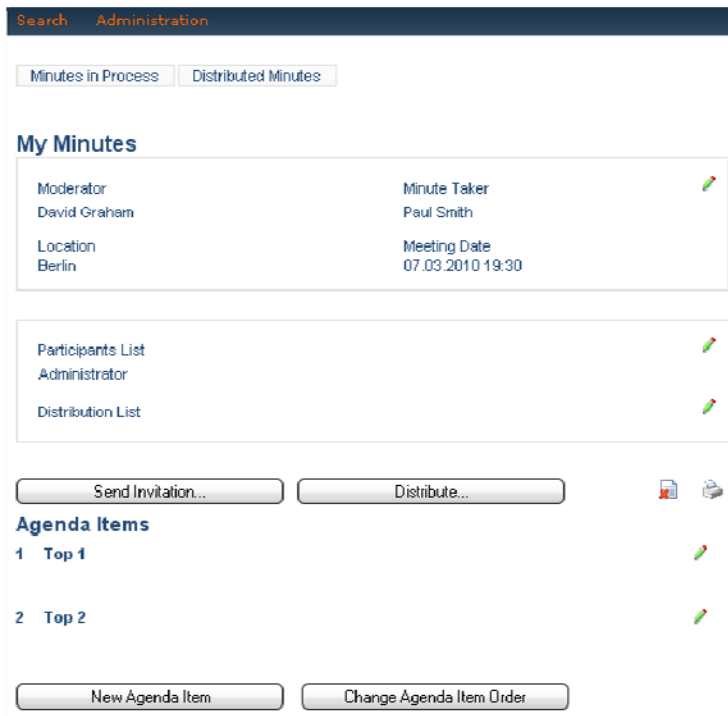 Search Administration
Minutes in Process Distributed Minutes
My Minutes
Moderator Minute Taker
David Graham Paul Smith
Location Meeting Date
Berlin 07.03.2010 19:30
Participants List
Administrator
Distribution List
Send Invitation... Distribute...
Agenda Items
1 Top 1
2 Top 2
New Agenda Item Change Agenda Item Order